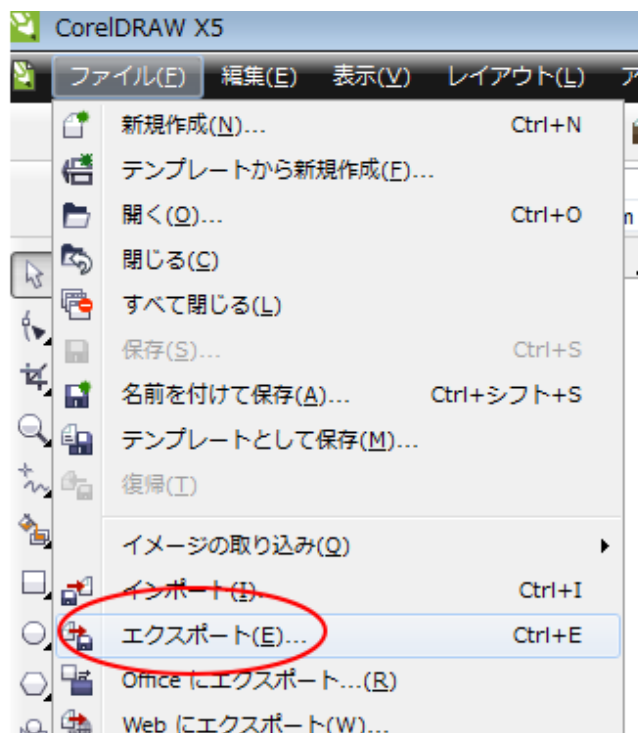 CorelDRAW X5
ファイル(F) 編集(E) 表示(V) レイアウト(L)
新規作成(N)... Ctrl+N
テンプレートから新規作成(F)...
開く(O)... Ctrl+O
閉じる(C)
すべて閉じる(L)
保存(S)... Ctrl+S
名前を付けて保存(A)... Ctrl+シフト+S
テンプレートとして保存(M)...
復帰(T)
イメージの取り込み(Q)
インポート(I)... Ctrl+I
エクスポート(E)... Ctrl+E
Office にエクスポート...(R)
Web にエクスポート(W)...